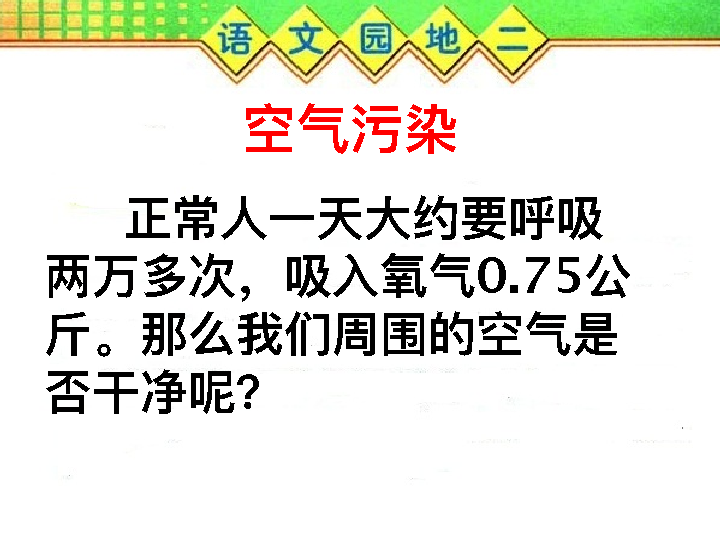 语文园地二
空气污染
正常人一天大约要呼吸
两万多次，吸入氧气0.75公
斤。那么我们周围的空气是
否干净呢？